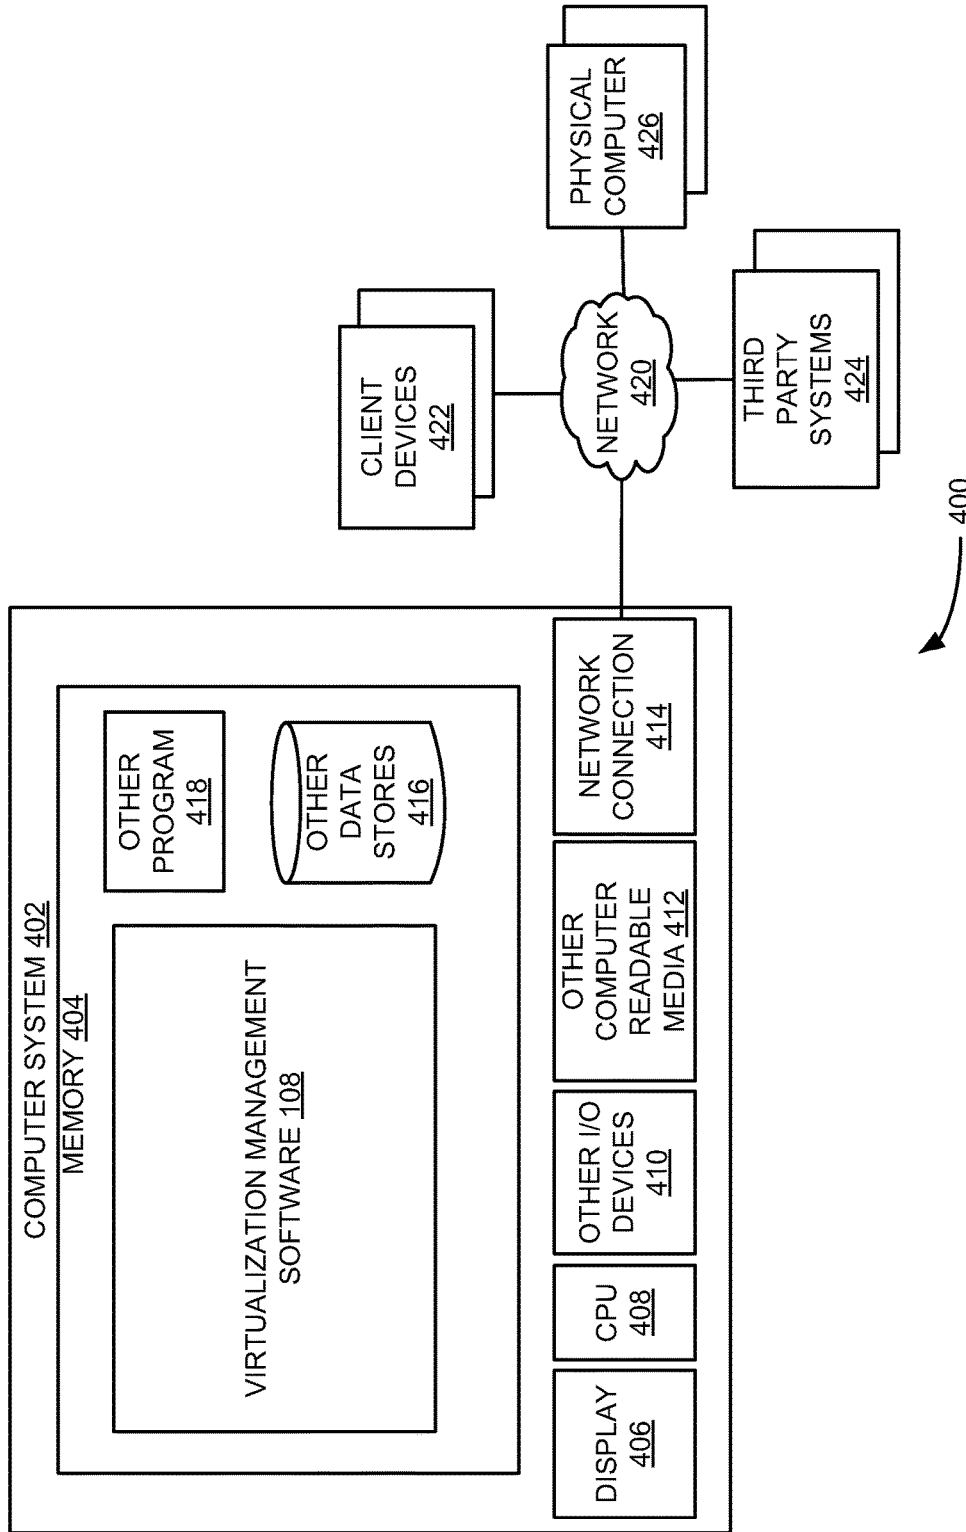 COMPUTER SYSTEM 402
MEMORY 404
VIRTUALIZATION MANAGEMENT
SOFTWARE 108
OTHER
PROGRAM
418
OTHER
DATA
STORES
416
DISPLAY
406
CPU
408
OTHER I/O
DEVICES
410
OTHER
COMPUTER
READABLE
MEDIA 412
NETWORK
CONNECTION
414
CLIENT
DEVICES
422
NETWORK
420
PHYSICAL
COMPUTER
426
THIRD
PARTY
SYSTEMS
424
400